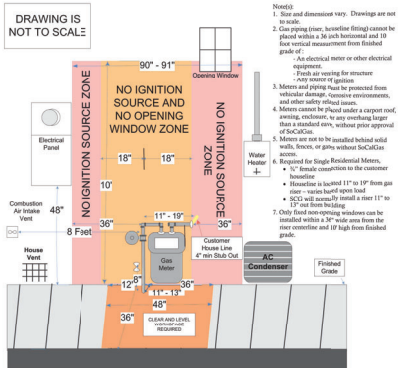 DRAWING IS
NOT TO SCALE
90" - 91"
Opening Window
NO IGNITION
SOURCE AND
NO OPENING
WINDOW ZONE
NOIGNITION SOURCE ZONE
NO IGNITION SOURCE
ZONE
Electrical
Panel
Water
Heater
18"
18"
10'
48"
Combustion
Air Intake
Vent
8 Feet
36"
11" - 19"
36"
House
Vent
Gas
Meter
Customer
House Line
4" min Stub Out
AC
Condenser
Finished
Grade
8"
12"
36"
11" - 13"
48"
36"
CLEAR AND LEVEL
REQUIRED
Note(s):
1. Size and dimensions vary. Drawings are not
to scale.
2. Gas piping (riser, houseline fitting) cannot be
placed within a 36 inch horizontal and 10
foot vertical measurement from finished
grade of :
- An electrical meter or other electrical
equipment.
- Fresh air vening for structure
- Any source of ignition
3. Meters and piping must be protected from
vehicular damage, corrosive environments,
and other safety related issues.
4. Meters cannot be placed under a carport roof,
awning, enclosure, or any overhang larger
than a standard eave, without prior approval
of SoCalGas.
5. Meters are not to be installed behind solid
walls, fences, or gates without SoCalGas
access.
6. Required for Single Residential Meters,
• ¾" female connection to the customer
houseline
• Houseline is located 11" to 19" from gas
riser – varies based upon load
• SCG will normally install a riser 11" to
13" out from building
7. Only fixed non-opening windows can be
installed within a 36" wide area from the
riser centerline and 10' high from finished
grade.